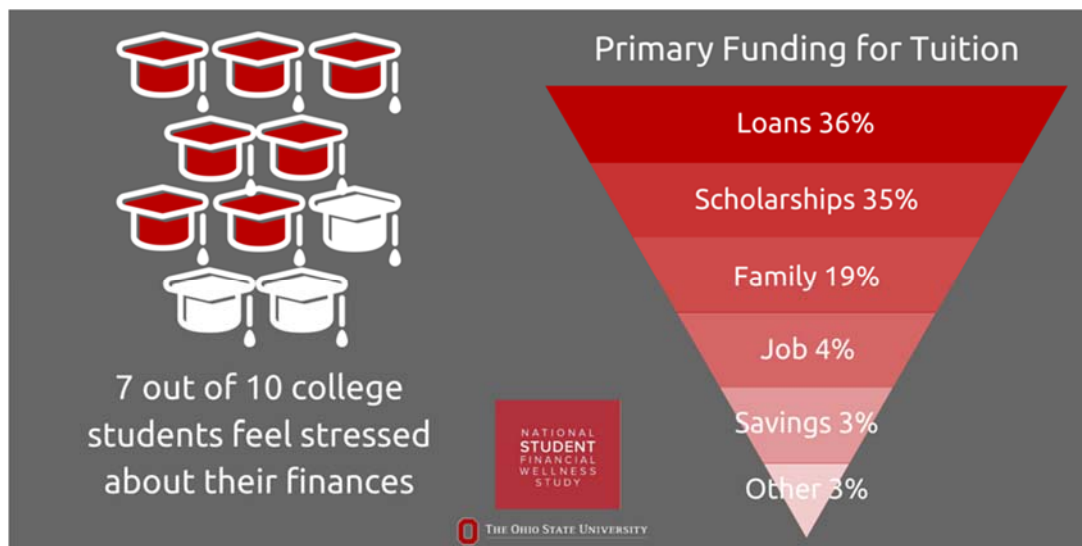 7 out of 10 college
students feel stressed
about their finances
Primary Funding for Tuition
Loans 36%
Scholarships 35%
Family 19%
Job 4%
Savings 3%
Other 3%
NATIONAL
STUDENT
FINANCIAL
WELLNESS
STUDY
THE OHIO STATE UNIVERSITY